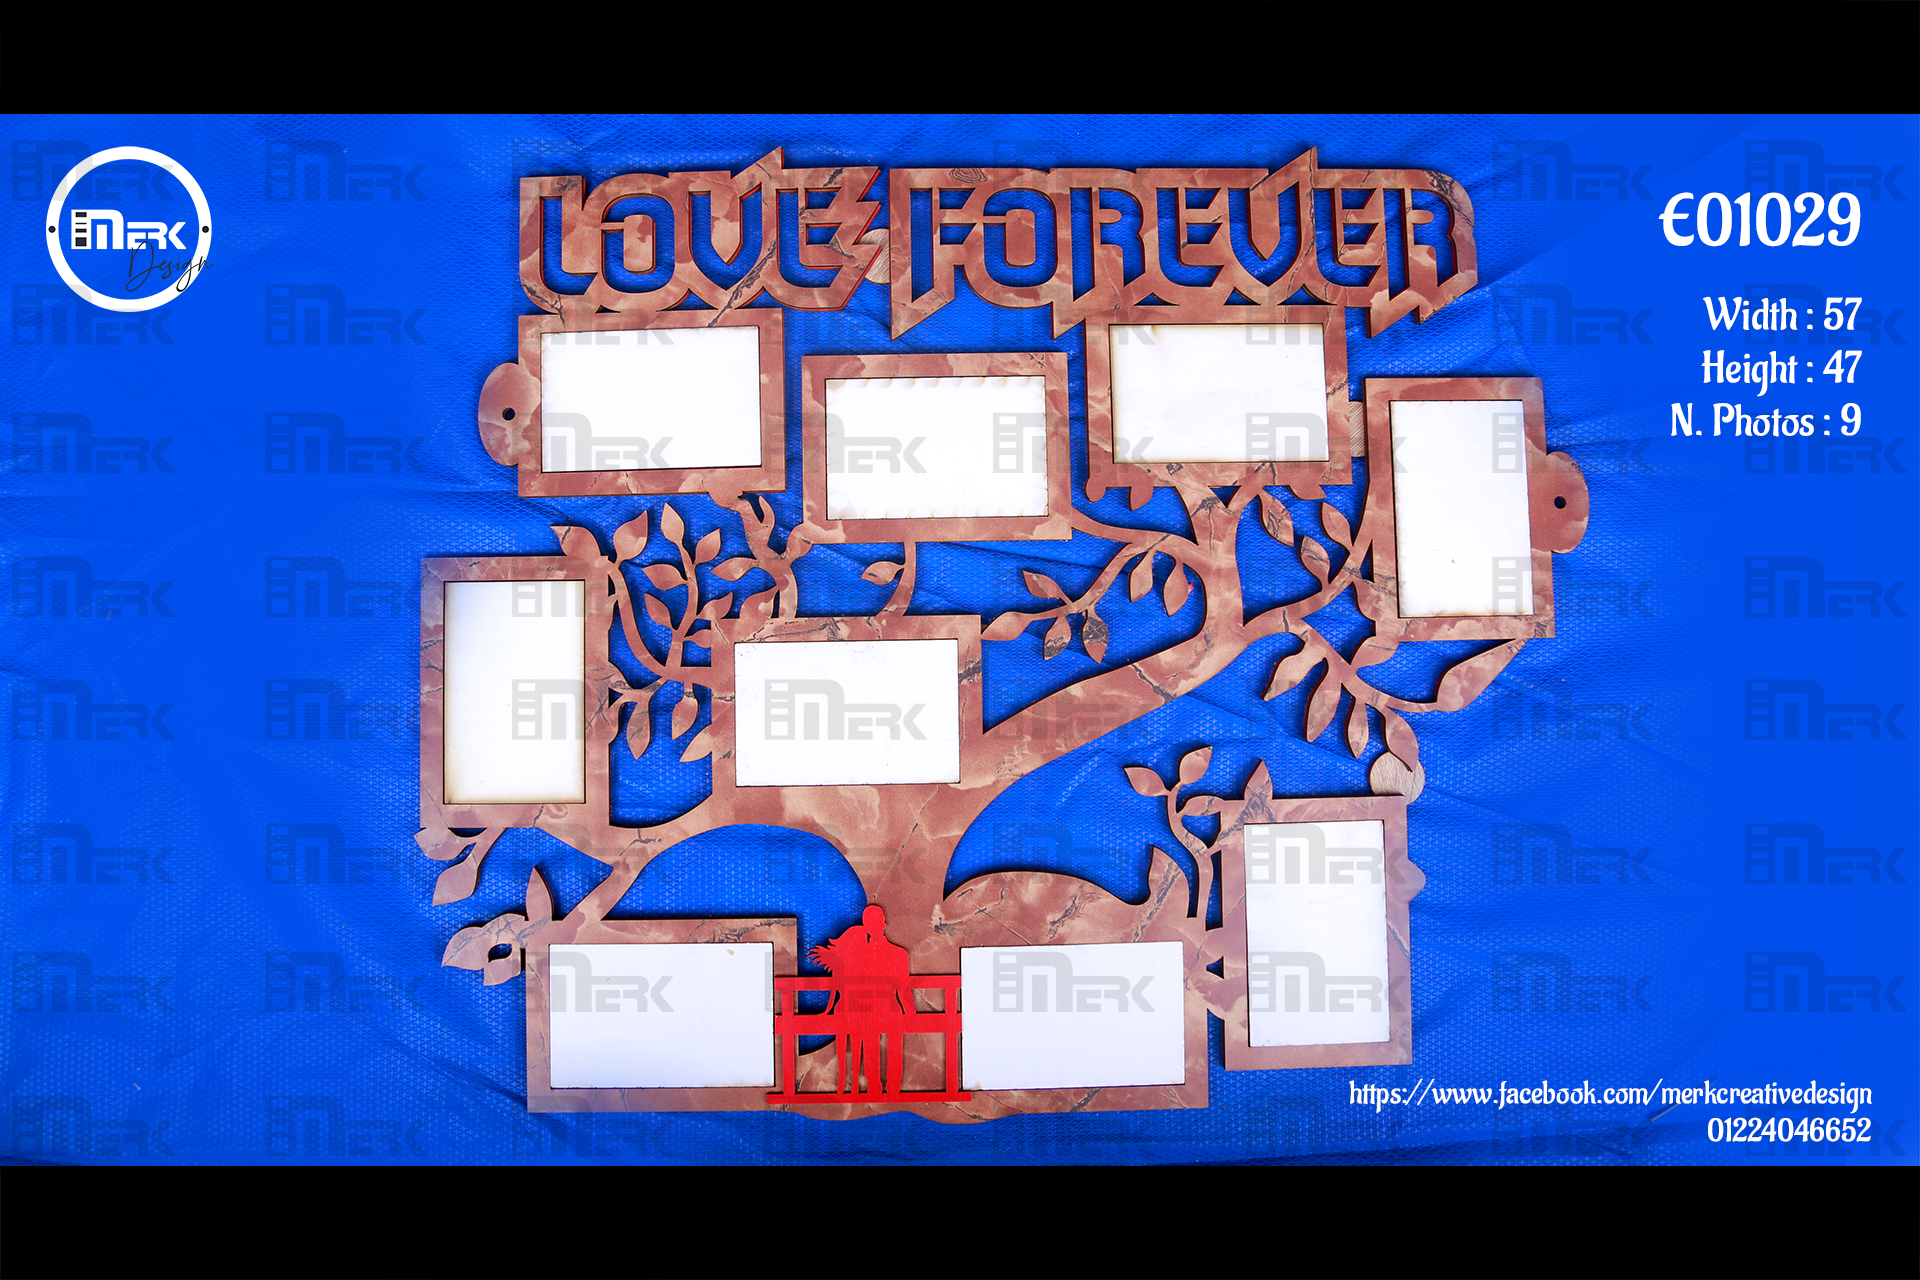 MERK
Design
LOVE FOREVER
€01029
Width : 57
Height : 47
N. Photos : 9
https://www.facebook.com/merkcreativedesign
01224046652